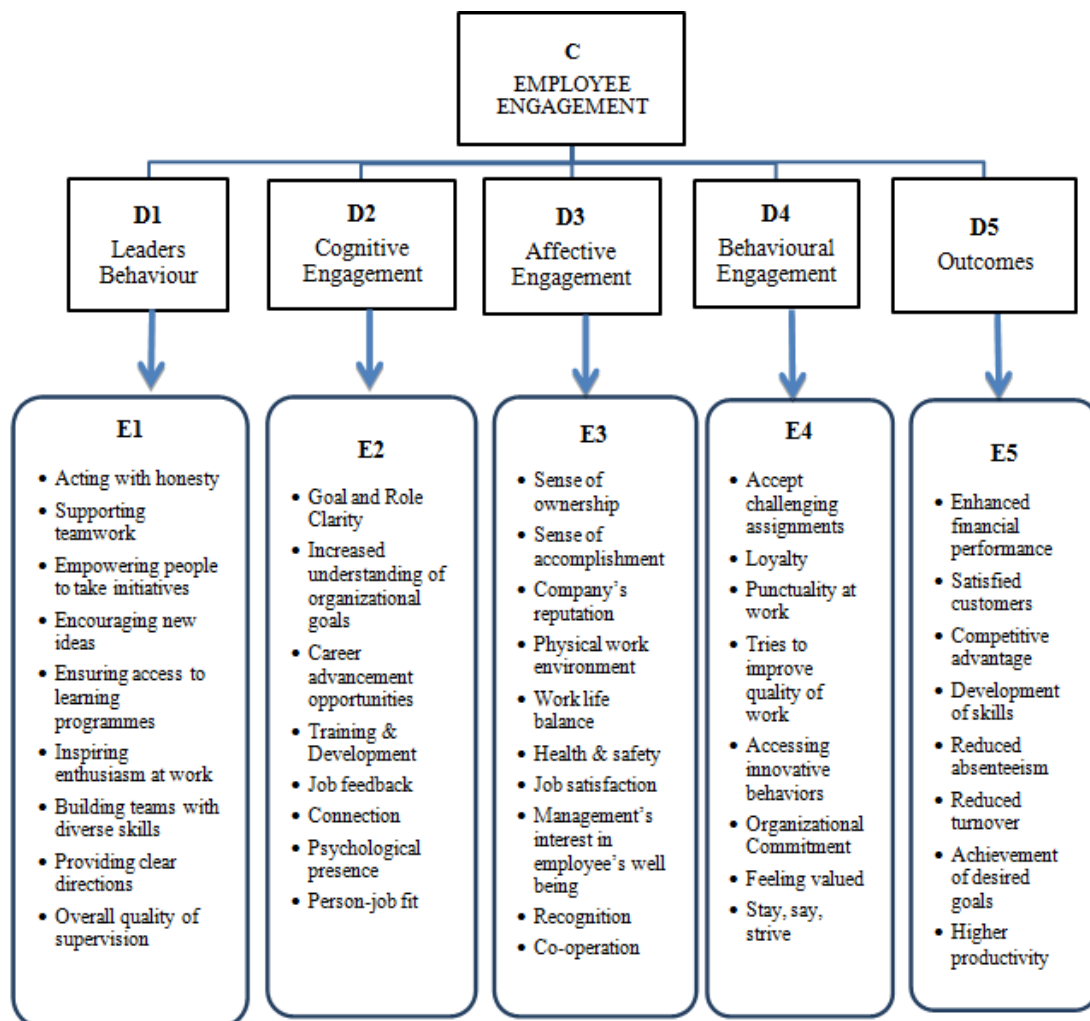 C
EMPLOYEE
ENGAGEMENT
D1
Leaders
Behaviour
D2
Cognitive
Engagement
D3
Affective
Engagement
D4
Behavioural
Engagement
D5
Outcomes
E1
• Acting with honesty
• Supporting
teamwork
• Empowering people
to take initiatives
• Encouraging new
ideas
• Ensuring access to
learning
programmes
• Inspiring
enthusiasm at work
• Building teams with
diverse skills
• Providing clear
directions
• Overall quality of
supervision
E2
• Goal and Role
Clarity
• Increased
understanding of
organizational
goals
• Career
advancement
opportunities
• Training &
Development
• Job feedback
• Connection
• Psychological
presence
• Person-job fit
E3
• Sense of
ownership
• Sense of
accomplishment
• Company's
reputation
• Physical work
environment
• Work life
balance
• Health & safety
• Job satisfaction
• Management's
interest in
employee's well
being
• Recognition
• Co-operation
E4
• Accept
challenging
assignments
• Loyalty
• Punctuality at
work
• Tries to
improve
quality of
work
• Accessing
innovative
behaviors
• Organizational
Commitment
• Feeling valued
• Stay, say,
strive
E5
• Enhanced
financial
performance
• Satisfied
customers
• Competitive
advantage
• Development
of skills
• Reduced
absenteeism
• Reduced
turnover
• Achievement
of desired
goals
• Higher
productivity